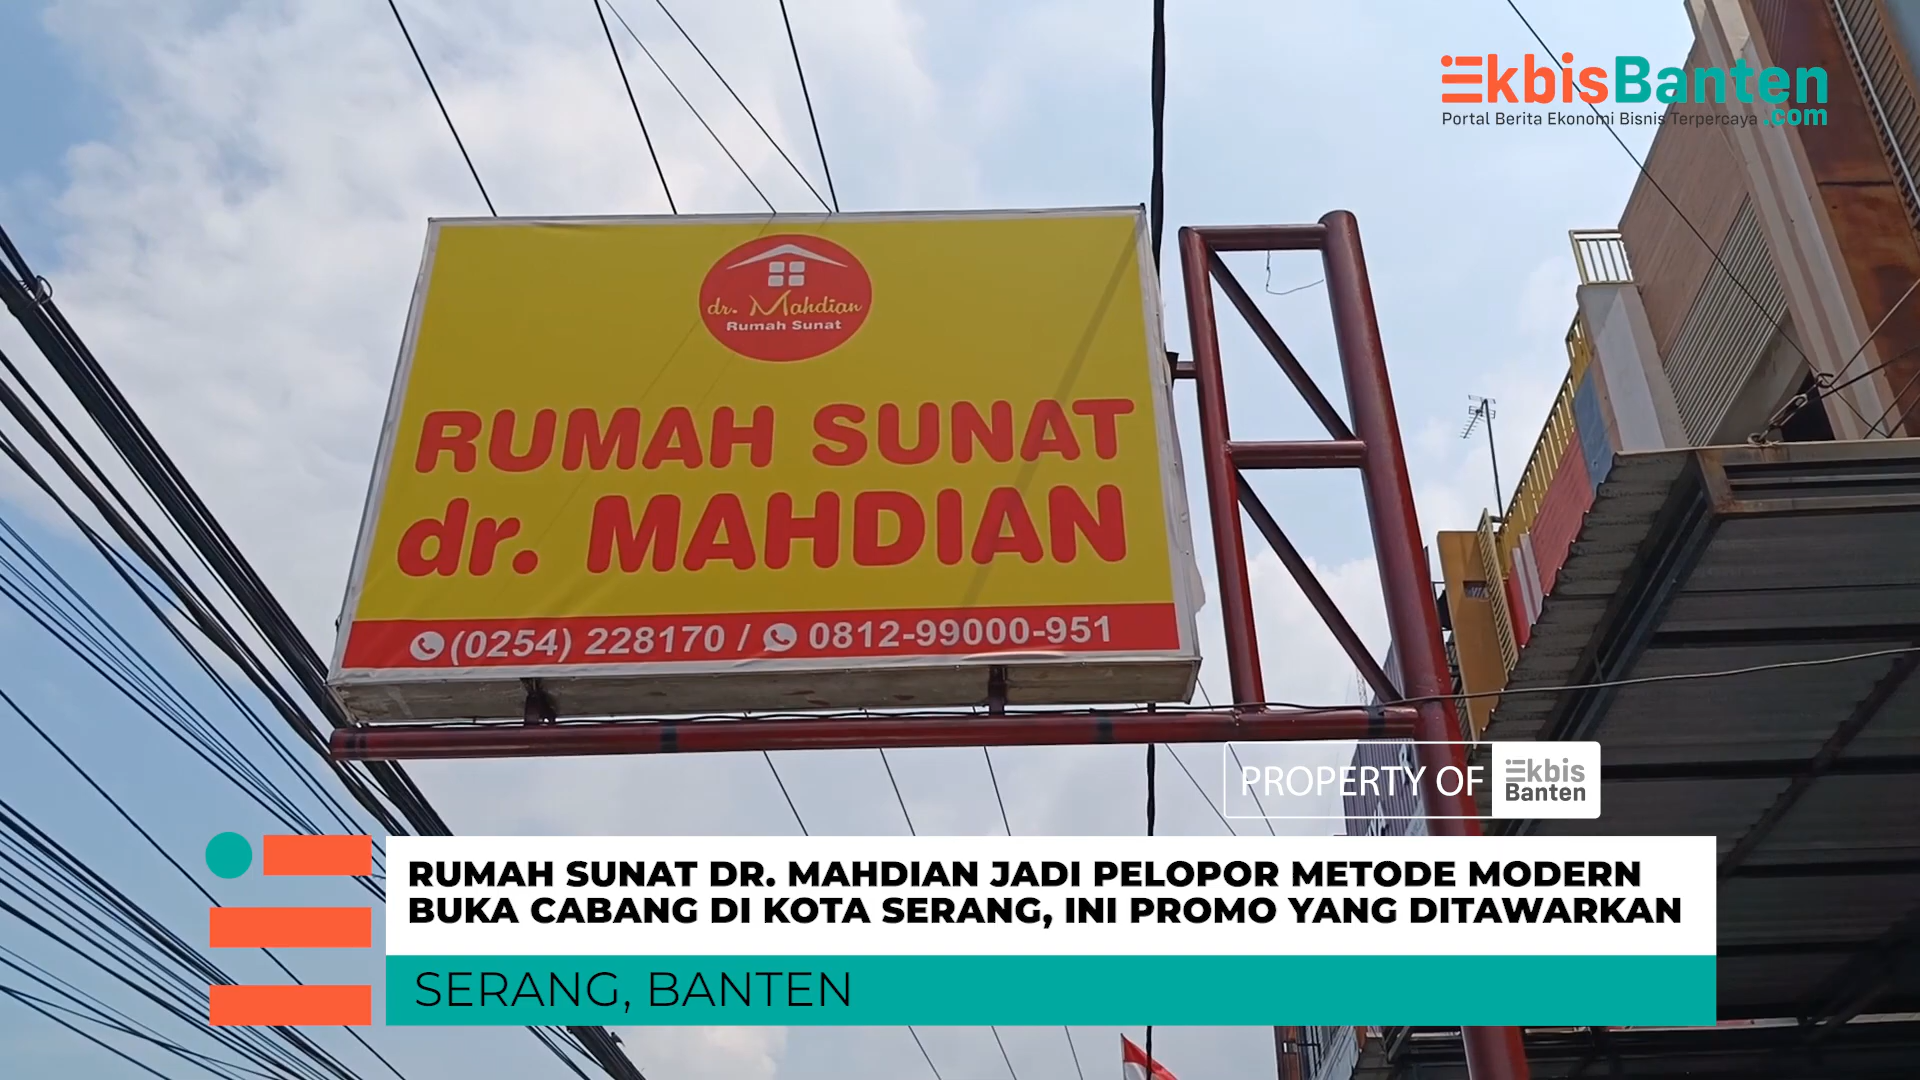 EkbisBanten
Portal Berita Ekonomi Bisnis Terpercaya .com
dr. Mahdian
Rumah Sunat
RUMAH SUNAT
dr. MAHDIAN
(0254) 228170 / 0812-99000-951
PROPERTY OF Ekbis Banten
RUMAH SUNAT DR. MAHDIAN JADI PELOPOR METODE MODERN
BUKA CABANG DI KOTA SERANG, INI PROMO YANG DITAWARKAN
SERANG, BANTEN